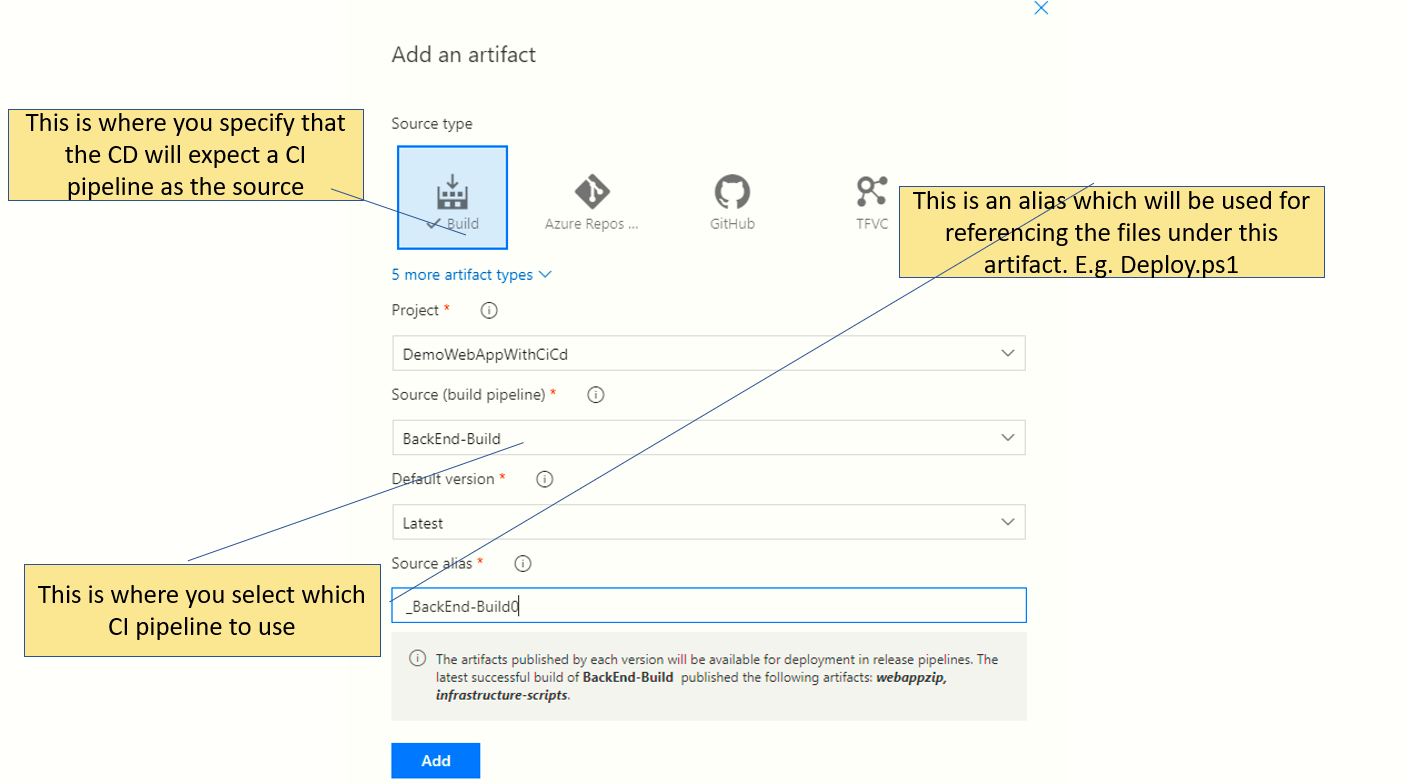 Add an artifact
This is where you specify that
the CD will expect a CI
pipeline as the source
Source type
Build
Azure Repos ...
GitHub
TFVC
This is an alias which will be used for
referencing the files under this
artifact. E.g. Deploy.ps1
5 more artifact types
Project *
DemoWebAppWithCiCd
Source (build pipeline) *
BackEnd-Build
Default version *
Latest
This is where you select which
CI pipeline to use
Source alias *
_BackEnd-Build0
The artifacts published by each version will be available for deployment in release pipelines. The
latest successful build of BackEnd-Build published the following artifacts: webappzip,
infrastructure-scripts.
Add